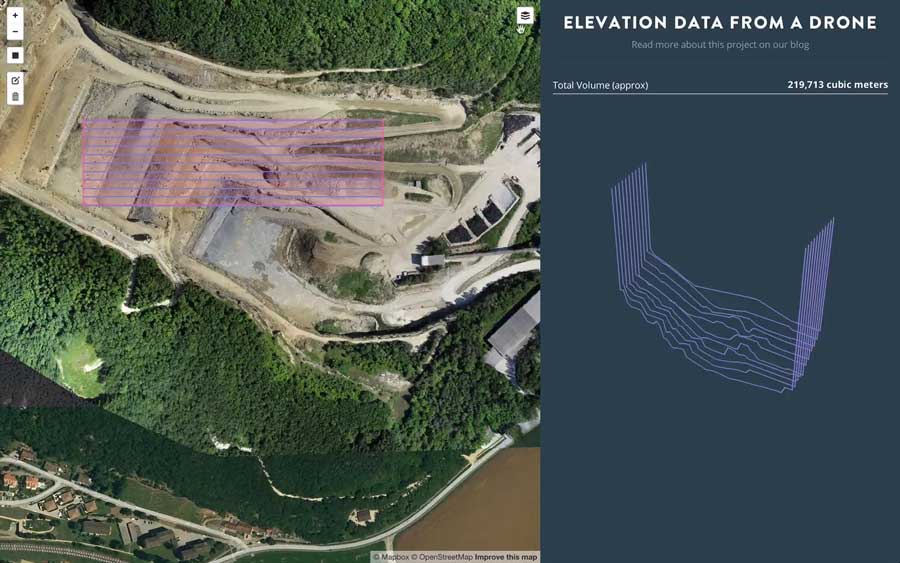 +
−
ELEVATION DATA FROM A DRONE
Read more about this project on our blog
Total Volume (approx) 219,713 cubic meters
© Mapbox © OpenStreetMap Improve this map